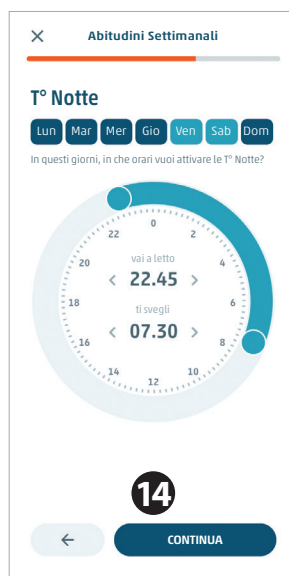 Abitudini Settimanali
T° Notte
Lun Mar Mer Gio Ven Sab Dom
In questi giorni, in che orari vuoi attivare le T° Notte?
0
22 2
vai a letto
20 4
22.45
ti svegli
18 6
07.30
16 8
14 10
12
14
CONTINUA